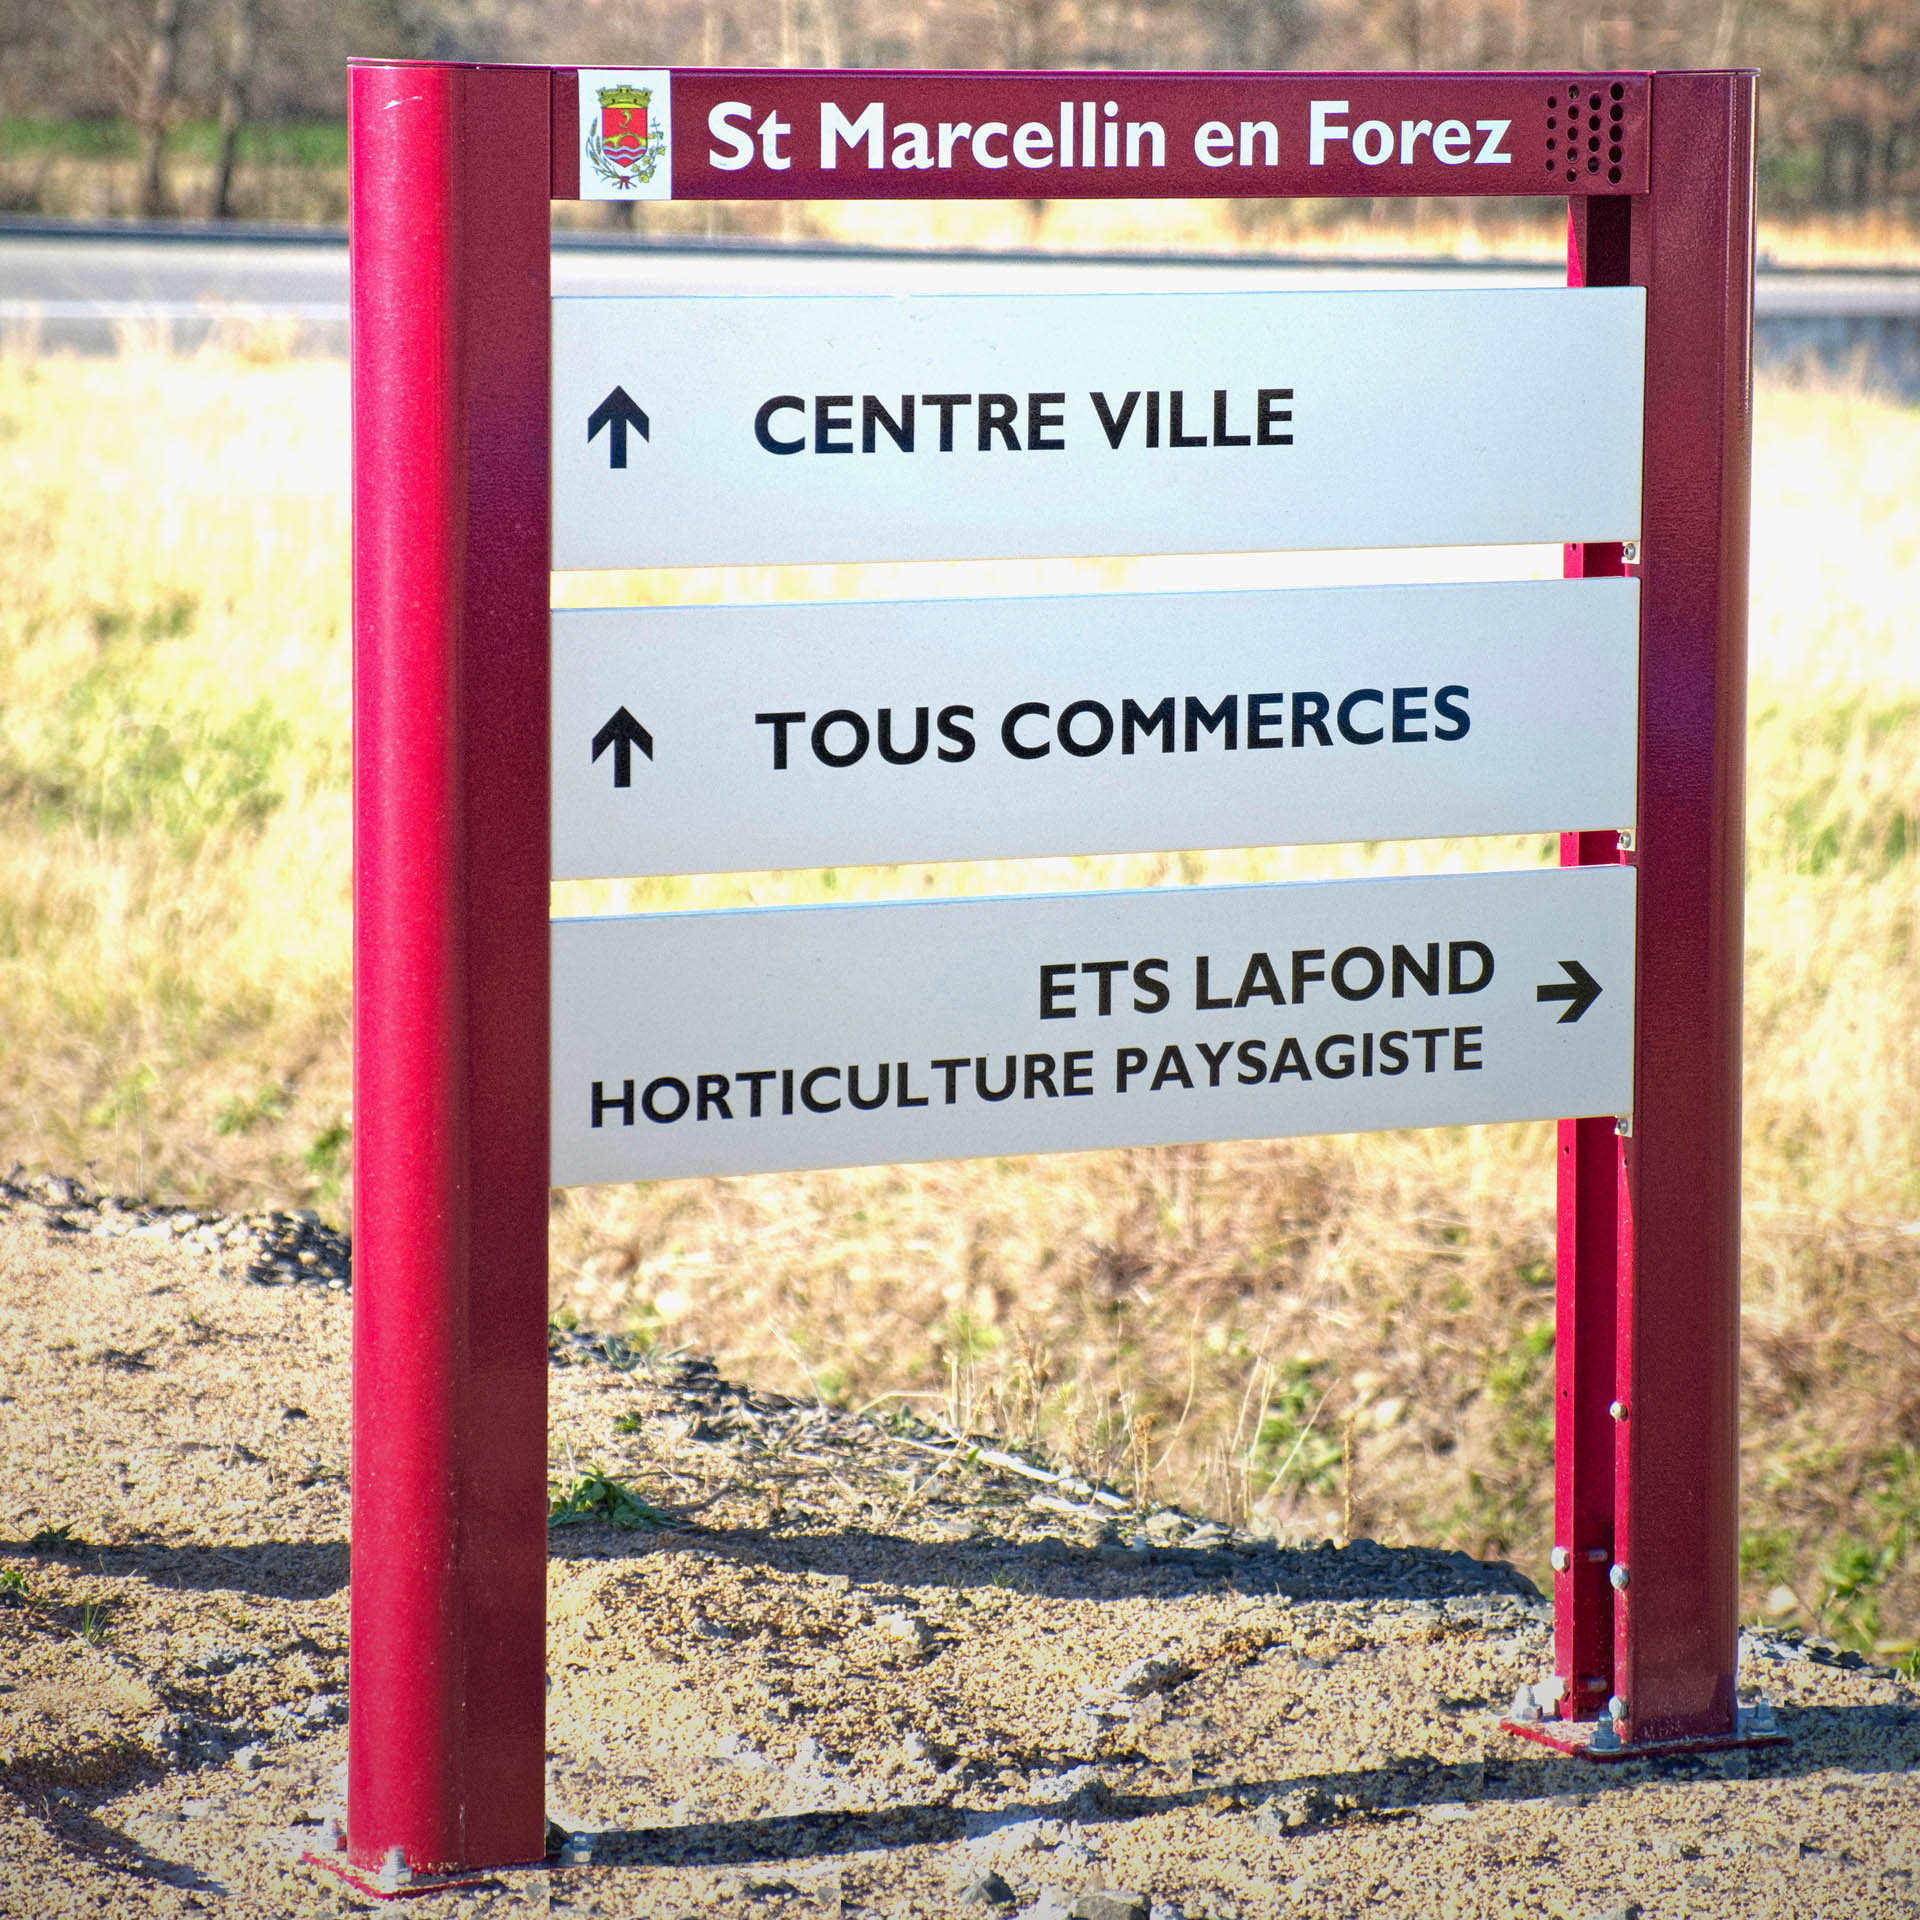 St Marcellin en Forez
CENTRE VILLE
TOUS COMMERCES
ETS LAFOND
HORTICULTURE PAYSAGISTE